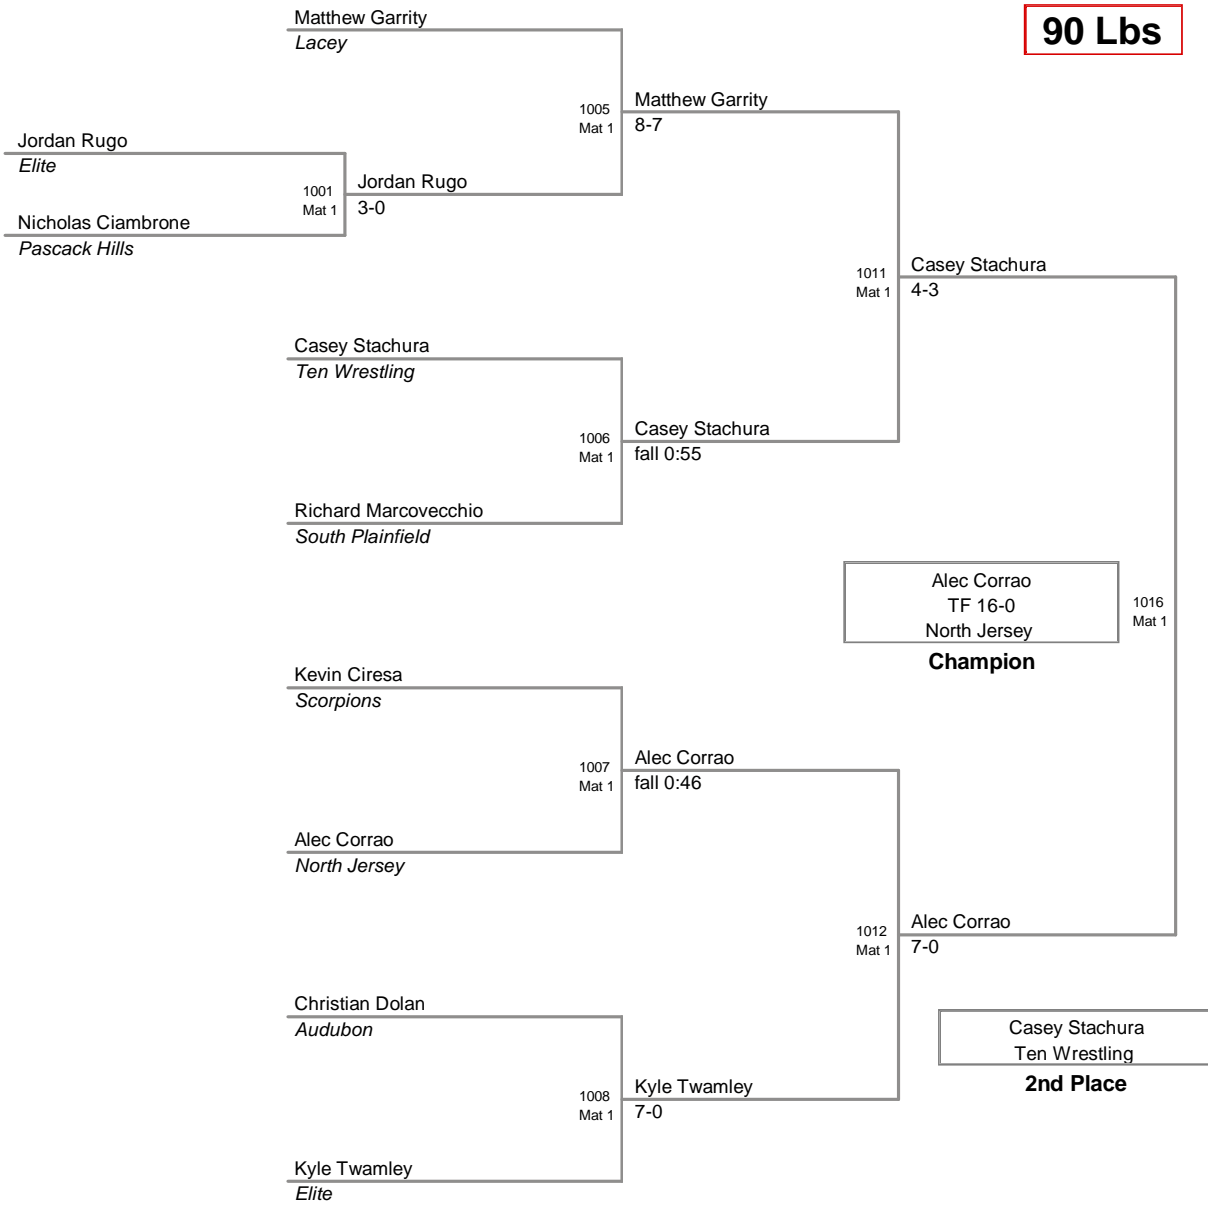 Matthew Garrity
Lacey
90 Lbs
1005
Mat 1
Matthew Garrity
8-7
Jordan Rugo
Elite
1001
Mat 1
Jordan Rugo
3-0
Nicholas Ciambrone
Pascack Hills
1011
Mat 1
Casey Stachura
4-3
Casey Stachura
Ten Wrestling
1006
Mat 1
Casey Stachura
fall 0:55
Richard Marcovecchio
South Plainfield
Alec Corrao
TF 16-0
North Jersey
Champion
1016
Mat 1
Kevin Ciresa
Scorpions
1007
Mat 1
Alec Corrao
fall 0:46
Alec Corrao
North Jersey
1012
Mat 1
Alec Corrao
7-0
Christian Dolan
Audubon
Casey Stachura
Ten Wrestling
2nd Place
1008
Mat 1
Kyle Twamley
7-0
Kyle Twamley
Elite